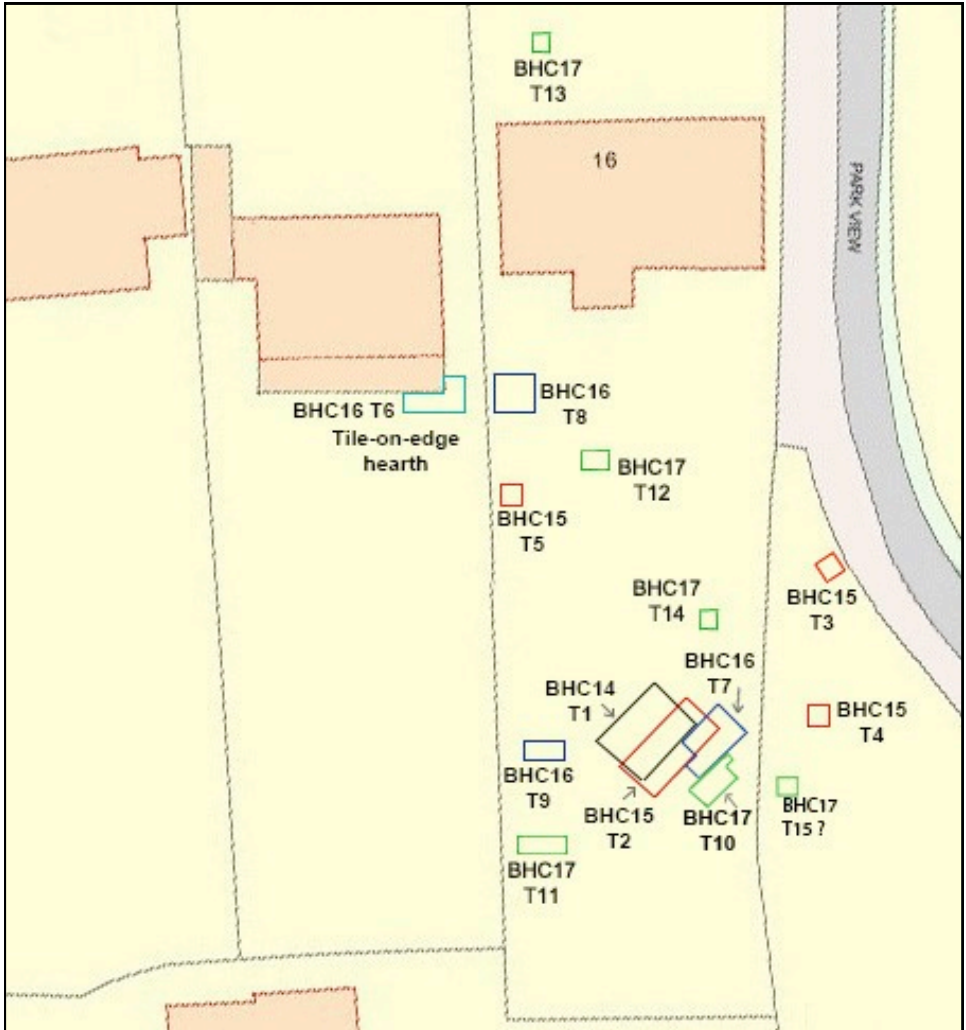 BHC17
T13
16
PARK VIEW
BHC16 T6
Tile-on-edge
hearth
BHC16
T8
BHC17
T12
BHC15
T5
BHC15
T3
BHC17
T14
BHC16
T7
BHC14
T1
BHC15
T4
BHC16
T9
BHC15
T2
BHC17
T10
BHC17
T15 ?
BHC17
T11